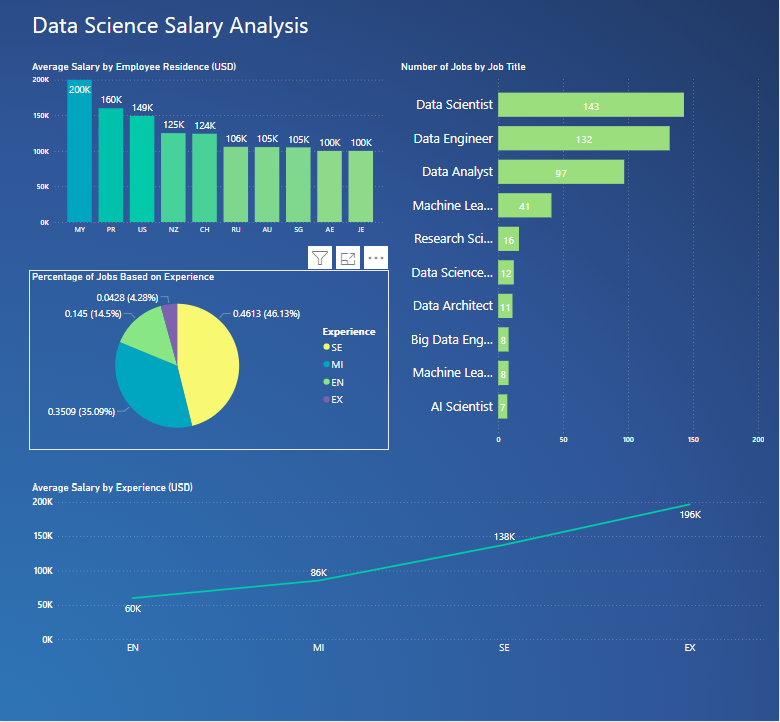 Data Science Salary Analysis
Average Salary by Employee Residence (USD)
200K
150K
100K
50K
0K
200K
160K
149K
125K
124K
106K
105K
105K
100K
100K
MY
PR
US
NZ
CH
RU
AU
SG
AE
JE
Number of Jobs by Job Title
Data Scientist 143
Data Engineer 132
Data Analyst 97
Machine Lea... 41
Research Sci... 16
Data Science... 12
Data Architect 11
Big Data Eng... 8
Machine Lea... 8
AI Scientist 7
0 50 100 150 200
Percentage of Jobs Based on Experience
0.0428 (4.28%)
0.145 (14.5%)
0.4613 (46.13%)
0.3509 (35.09%)
Experience
SE
MI
EN
EX
Average Salary by Experience (USD)
200K
150K
100K
50K
0K
60K
86K
138K
196K
EN MI SE EX